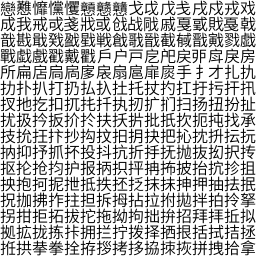 戀戁戂戃戄戅戆戇戈戉戊戋戌戍戎戏
成我戒戓戔戕或戗战戙戚戛戜戝戞戟
戠戡戢戣戤戥戦戧戨戩截戫戬戭戮戯
戰戱戲戳戴戵戶户戸戹戺戻戼戽戾房
所扁扂扃扄扅扆扇扈扉扊手扌才扎扏
扐扑扒打扔払扖扗托扙扚扛扜扝扞扟
扠扡扢扣扤扥扦执扨扩扪扫扬扭扮扯
扰扱扲扳扴扵扶扷扸批扺扻扼扽找承
技抁抂抃抄抅抆抇抈抉把抋抌抍抎抏
抐抑抒抓抔投抖抗折抙抚抛抜抝択抟
抠抡抢抣护报抦抧抨抩抪披抬抭抮抯
抰抱抲抳抴抵抶抷抸抹抺抻押抽抾抿
拀拁拂拃拄担拆拇拈拉拊拋拌拍拎拏
拐拑拒拓拔拕拖拗拘拙拚招拜拝拞拟
拠拡拢拣拤拥拦拧拨择拪拫括拭拮拯
拰拱拲拳拴拵拶拷拸拹拺拻拼拽拾拿